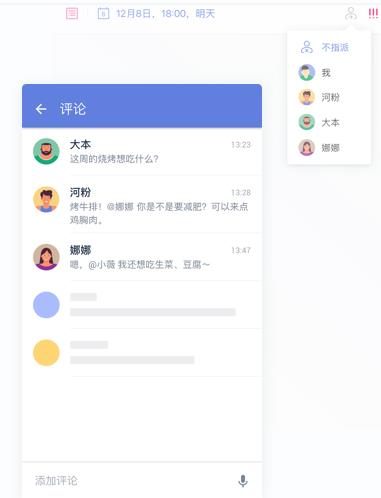 8 12月8日，18:00，明天
不指派
我
河粉
大本
娜娜
评论
大本 13:23
这周的烧烤想吃什么?
河粉 13:28
烤牛排！@娜娜 你是不是要减肥？可以来点
鸡胸肉。
娜娜 13:47
嗯，@小薇 我还想吃生菜、豆腐～
添加评论